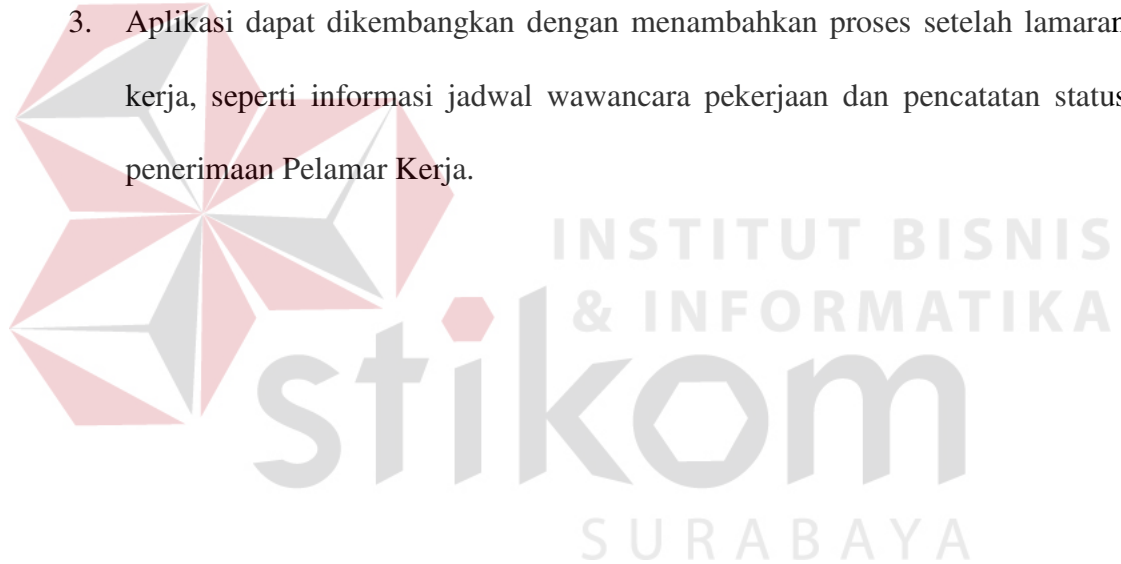 3. Aplikasi dapat dikembangkan dengan menambahkan proses setelah lamaran
kerja, seperti informasi jadwal wawancara pekerjaan dan pencatatan status
penerimaan Pelamar Kerja.
INSTITUT BISNIS
& INFORMATIKA
stikom
SURABAYA